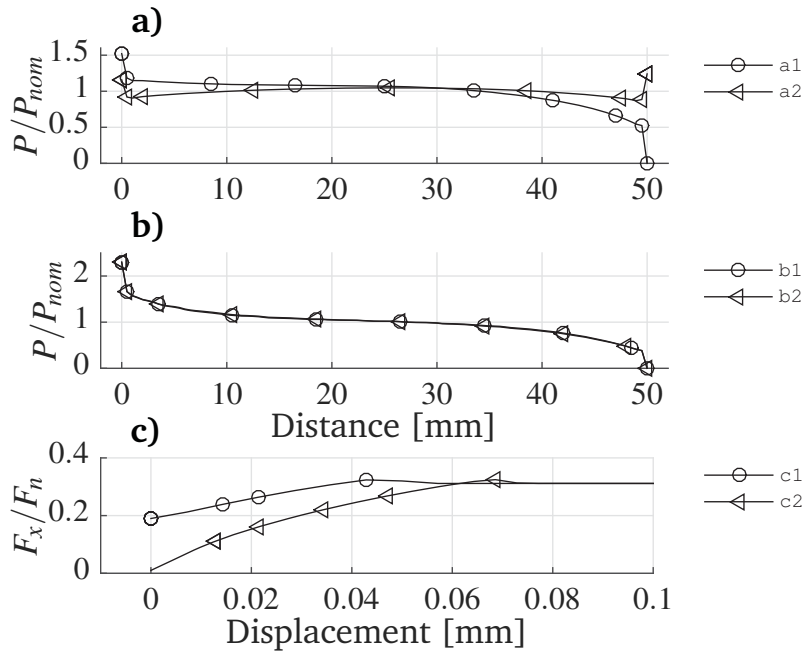 a)
1.5
1
0.5
0
P/P_nom
0 10 20 30 40 50
a1
a2
b)
2
1
0
P/P_nom
0 10 20 30 40 50
Distance [mm]
b1
b2
c)
0.4
0.2
0
F_x/F_n
0 0.02 0.04 0.06 0.08 0.1
Displacement [mm]
c1
c2